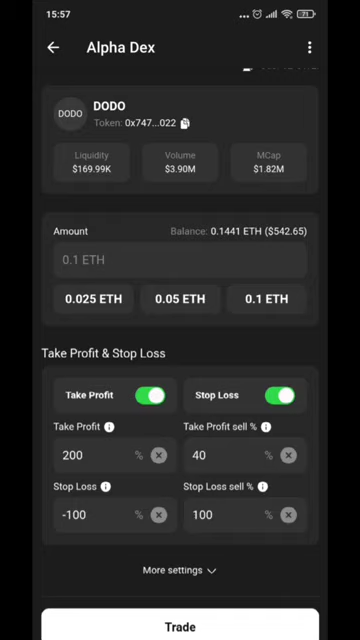 15:57
71
Alpha Dex
DODO
DODO
Token: 0x747...022
Liquidity
$169.99K
Volume
$3.90M
MCap
$1.82M
Amount
Balance: 0.1441 ETH ($542.65)
0.1 ETH
0.025 ETH
0.05 ETH
0.1 ETH
Take Profit & Stop Loss
Take Profit
Stop Loss
Take Profit
Take Profit sell %
200 %
40 %
Stop Loss
Stop Loss sell %
-100 %
100 %
More settings
Trade